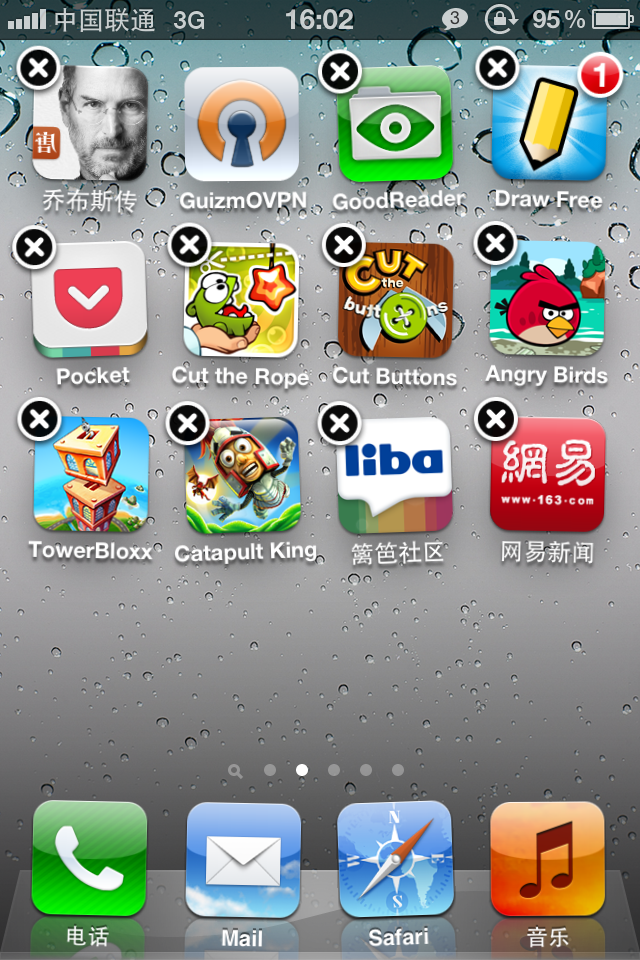 中国联通 3G 16:02 3 95%
1
乔布斯传 GuizmOVPN GoodReader Draw Free
CUT
the
buttons
Pocket Cut the Rope Cut Buttons Angry Birds
liba
網易
www.163.com
TowerBloxx Catapult King 篱笆社区 网易新闻
N
E
S
电话 Mail Safari 音乐